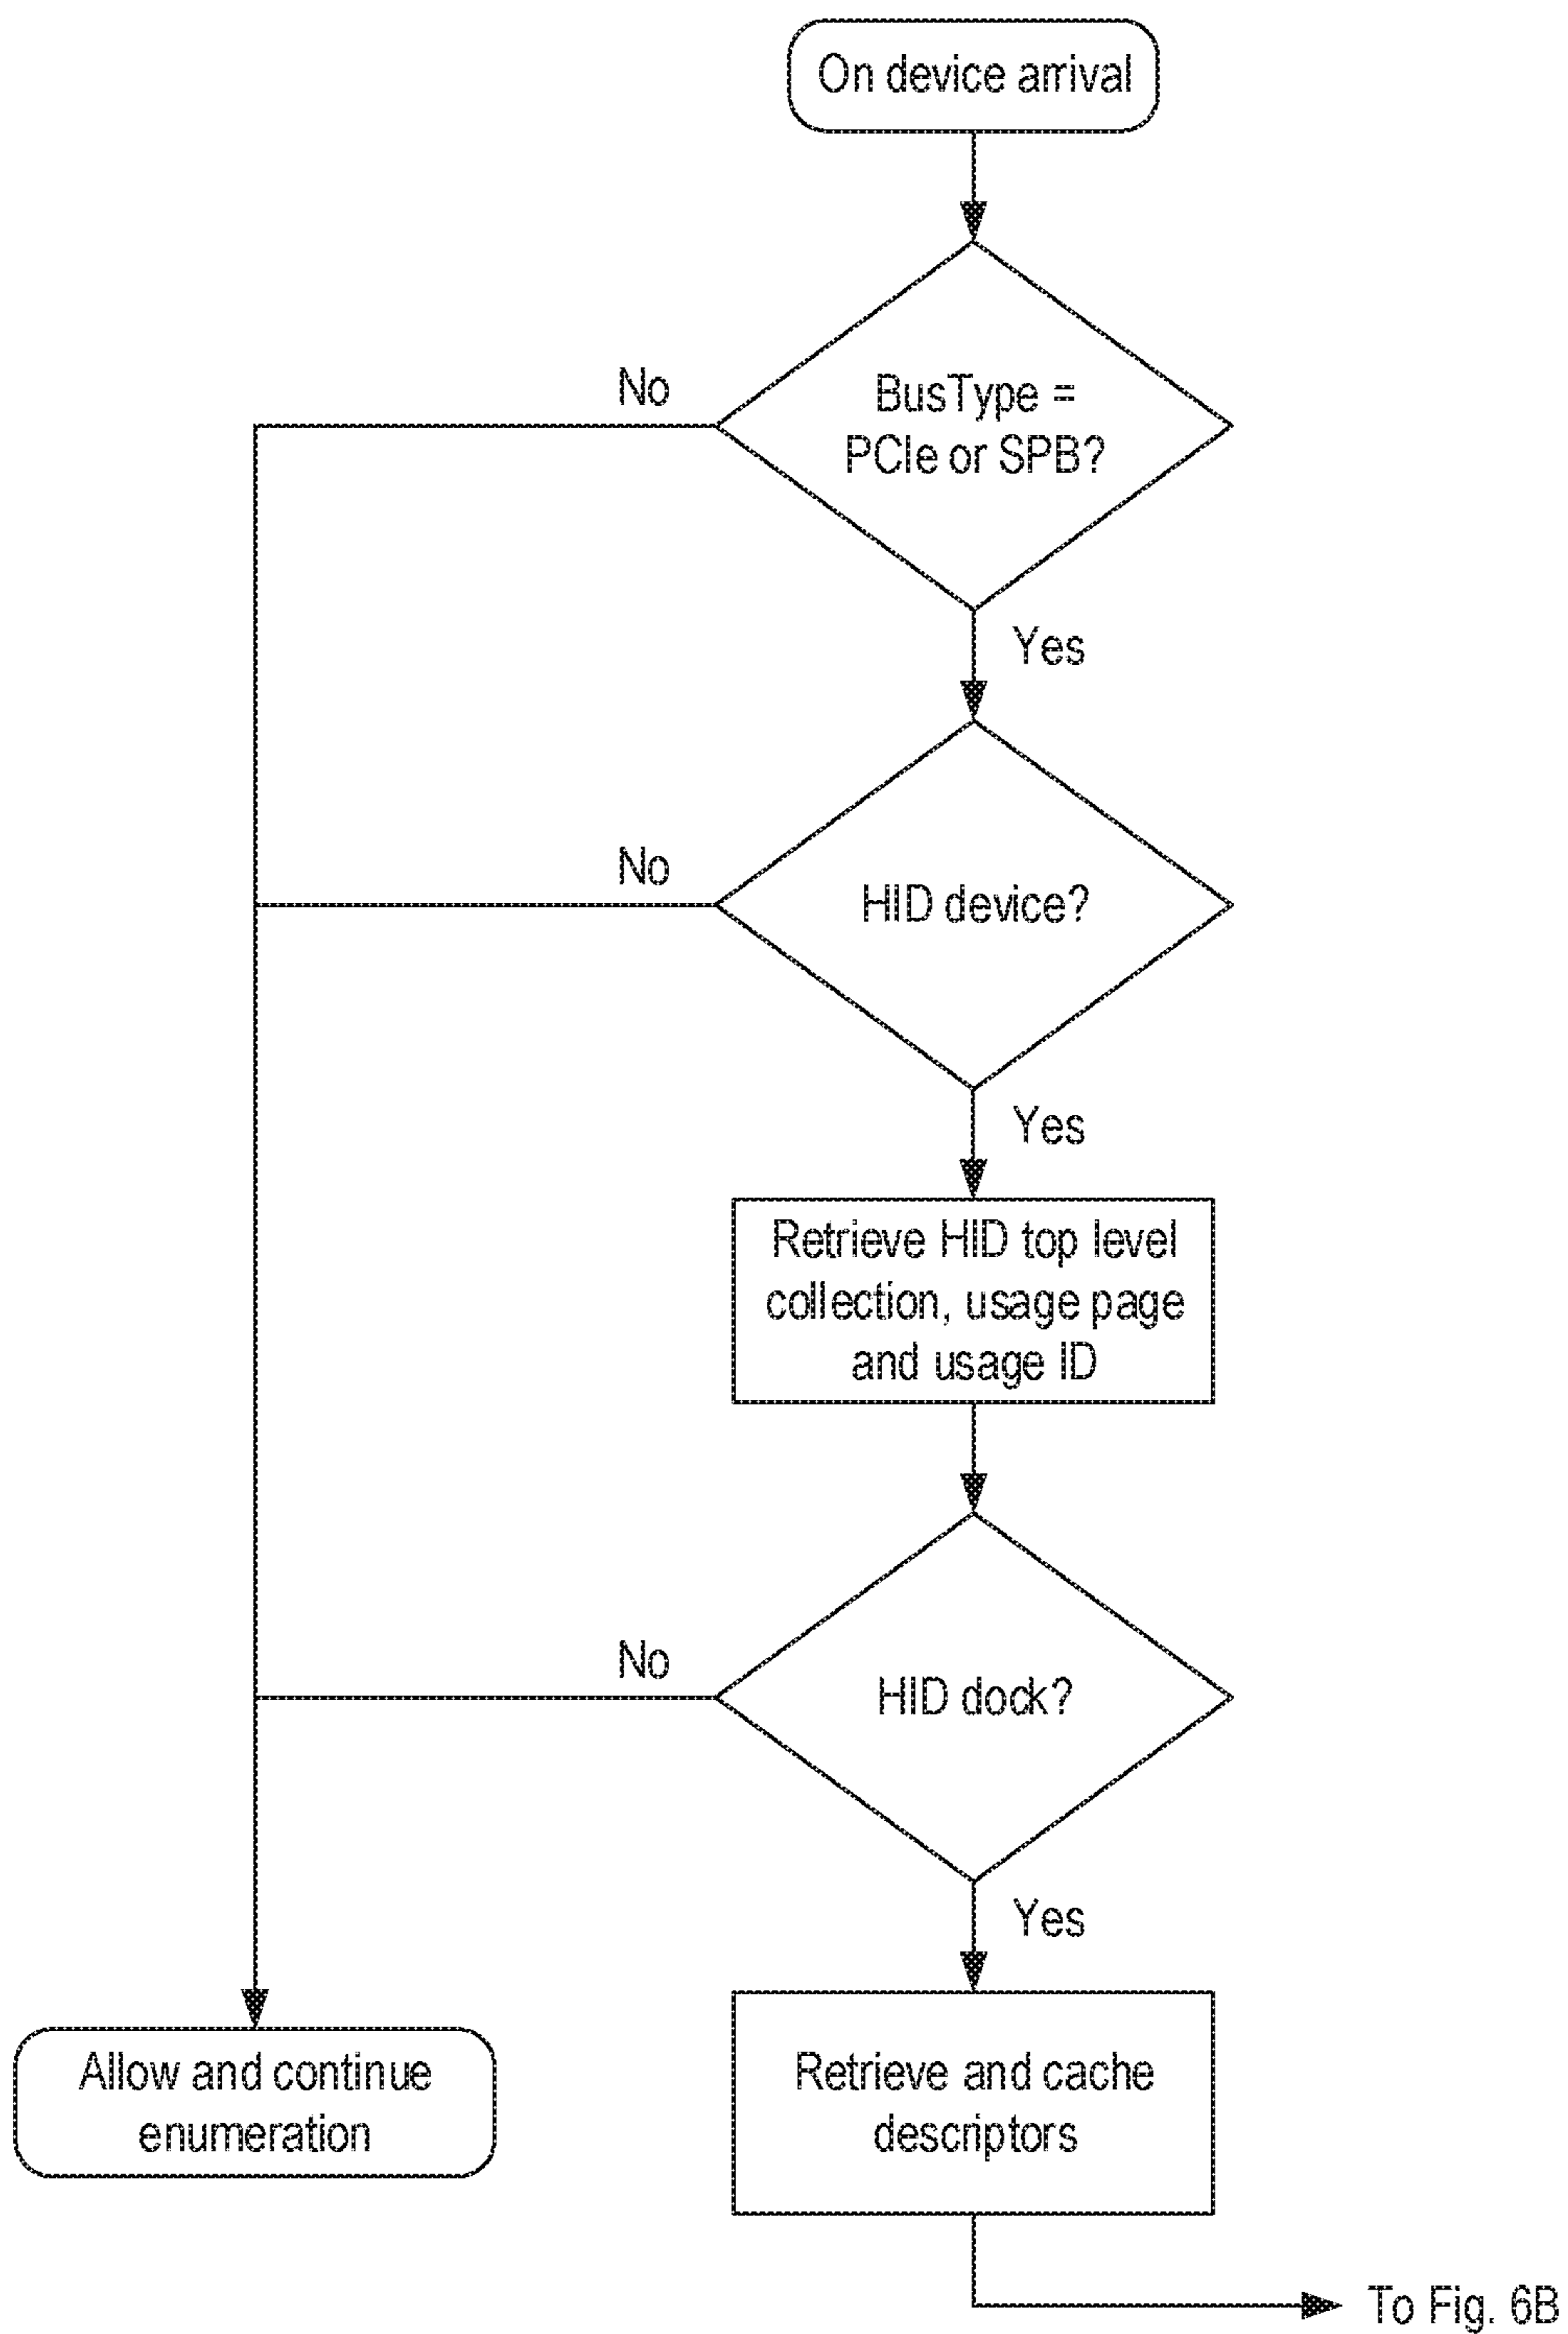 On device arrival
BusType =
PCIe or SPB?
No
Yes
HID device?
No
Yes
Retrieve HID top level
collection, usage page
and usage ID
HID dock?
No
Yes
Allow and continue
enumeration
Retrieve and cache
descriptors
To Fig. 6B